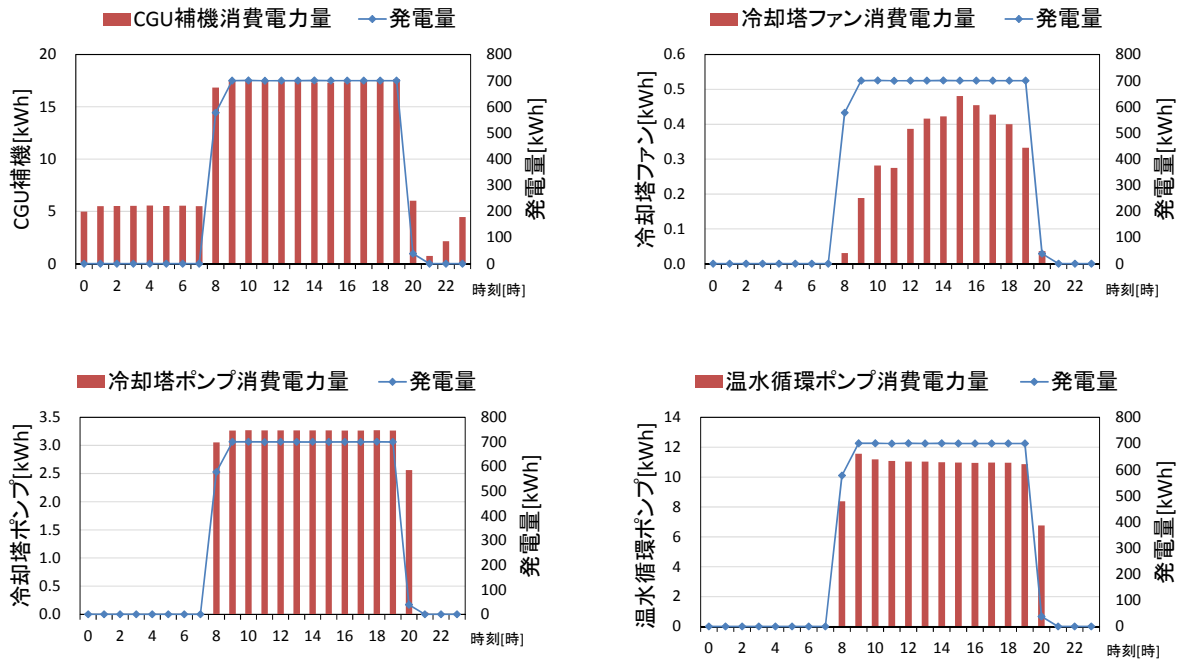 CGU補機消費電力量 発電量
20 800
700
15 600
500
10 400
300
5 200
100
0 0
CGU補機[kWh]
発電量[kWh]
0 2 4 6 8 10 12 14 16 18 20 22 時刻[時]
冷却塔ファン消費電力量 発電量
0.6 800
0.5 700
600
0.4 500
0.3 400
0.2 300
200
0.1 100
0.0 0
冷却塔ファン[kWh]
発電量[kWh]
0 2 4 6 8 10 12 14 16 18 20 22 時刻[時]
冷却塔ポンプ消費電力量 発電量
3.5 800
3.0 700
2.5 600
2.0 500
1.5 400
300
1.0 200
0.5 100
0.0 0
冷却塔ポンプ[kWh]
発電量[kWh]
0 2 4 6 8 10 12 14 16 18 20 22 時刻[時]
温水循環ポンプ消費電力量 発電量
14 800
12 700
10 600
8 500
6 400
300
4 200
2 100
0 0
温水循環ポンプ[kWh]
発電量[kWh]
0 2 4 6 8 10 12 14 16 18 20 22 時刻[時]